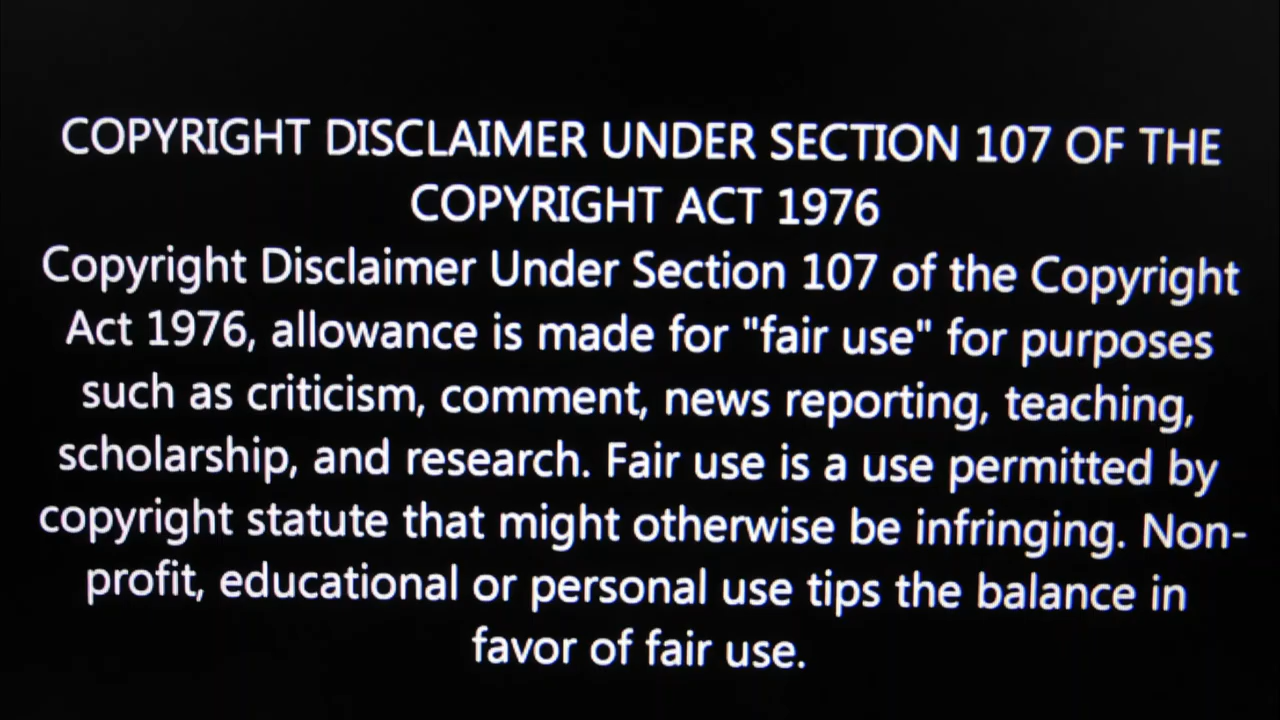 COPYRIGHT DISCLAIMER UNDER SECTION 107 OF THE
COPYRIGHT ACT 1976
Copyright Disclaimer Under Section 107 of the Copyright
Act 1976, allowance is made for "fair use" for purposes
such as criticism, comment, news reporting, teaching,
scholarship, and research. Fair use is a use permitted by
copyright statute that might otherwise be infringing. Non-
profit, educational or personal use tips the balance in
favor of fair use.